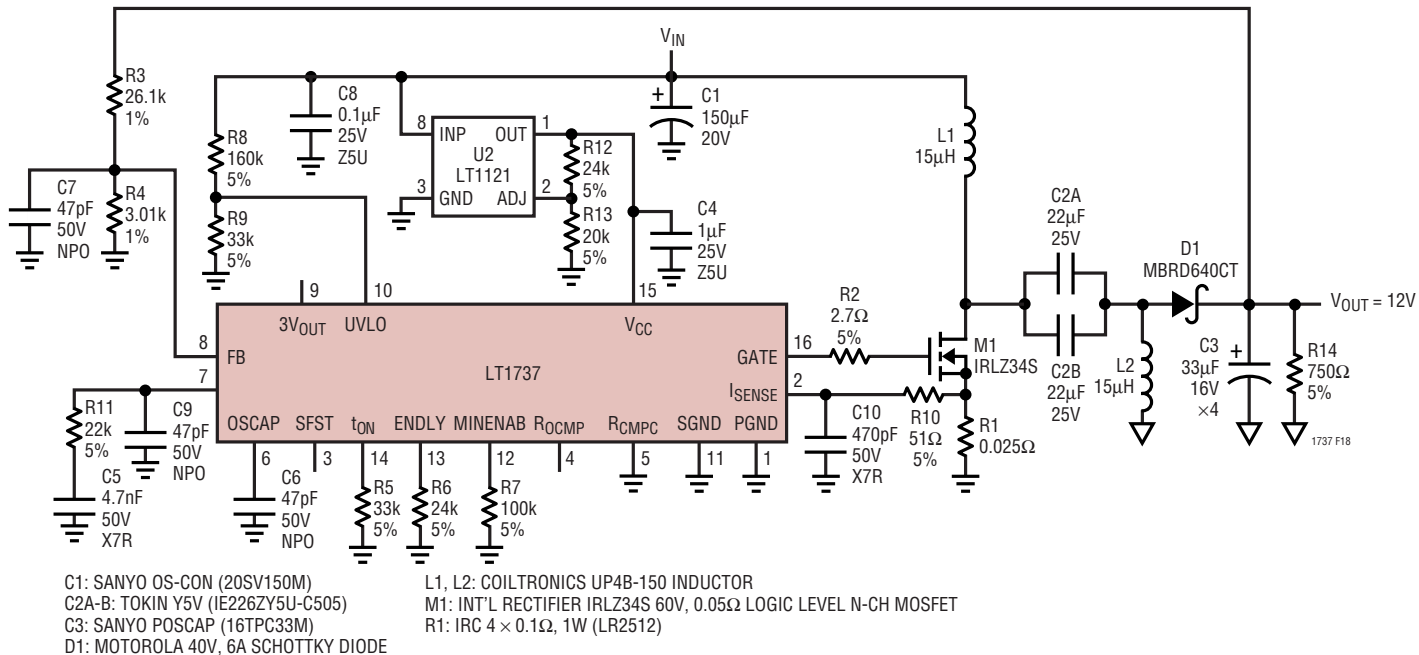 V_IN
R3
26.1k
1%
C8
0.1µF
25V
Z5U
+
C1
150µF
20V
R8
160k
5%
8
INP
OUT
1
U2
LT1121
3
GND
ADJ
2
R12
24k
5%
L1
15µH
C7
47pF
50V
NPO
R4
3.01k
1%
R9
33k
5%
R13
20k
5%
C4
1µF
25V
Z5U
C2A
22µF
25V
D1
MBRD640CT
9
10
15
3V_OUT
UVLO
V_CC
R2
2.7Ω
5%
V_OUT = 12V
8
FB
16
GATE
M1
IRLZ34S
C2B
22µF
25V
L2
15µH
C3
33µF
16V
×4
+
R14
750Ω
5%
LT1737
7
2
I_SENSE
R11
22k
5%
C9
47pF
50V
NPO
OSCAP
SFST
t_ON
ENDLY
MINENAB
R_OCMP
R_CMPC
SGND
PGND
C10
470pF
50V
X7R
R10
51Ω
5%
R1
0.025Ω
1737 F18
6
3
14
13
12
4
5
11
1
C5
4.7nF
50V
X7R
C6
47pF
50V
NPO
R5
33k
5%
R6
24k
5%
R7
100k
5%
C1: SANYO OS-CON (20SV150M)
C2A-B: TOKIN Y5V (IE226ZY5U-C505)
C3: SANYO POSCAP (16TPC33M)
D1: MOTOROLA 40V, 6A SCHOTTKY DIODE
L1, L2: COILTRONICS UP4B-150 INDUCTOR
M1: INT'L RECTIFIER IRLZ34S 60V, 0.05Ω LOGIC LEVEL N-CH MOSFET
R1: IRC 4 × 0.1Ω, 1W (LR2512)